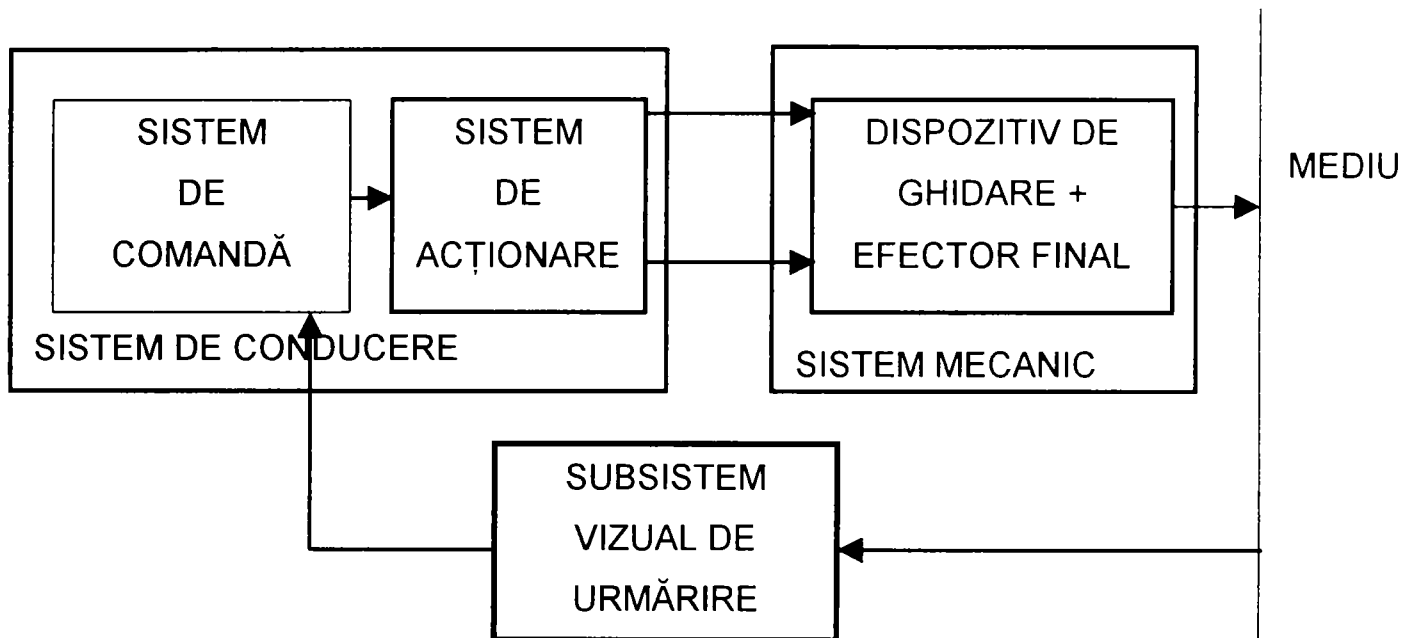 SISTEM
DE
COMANDĂ
SISTEM
DE
ACȚIONARE
SISTEM DE CONDUCERE
DISPOZITIV DE
GHIDARE +
EFECTOR FINAL
SISTEM MECANIC
MEDIU
SUBSISTEM
VIZUAL DE
URMĂRIRE